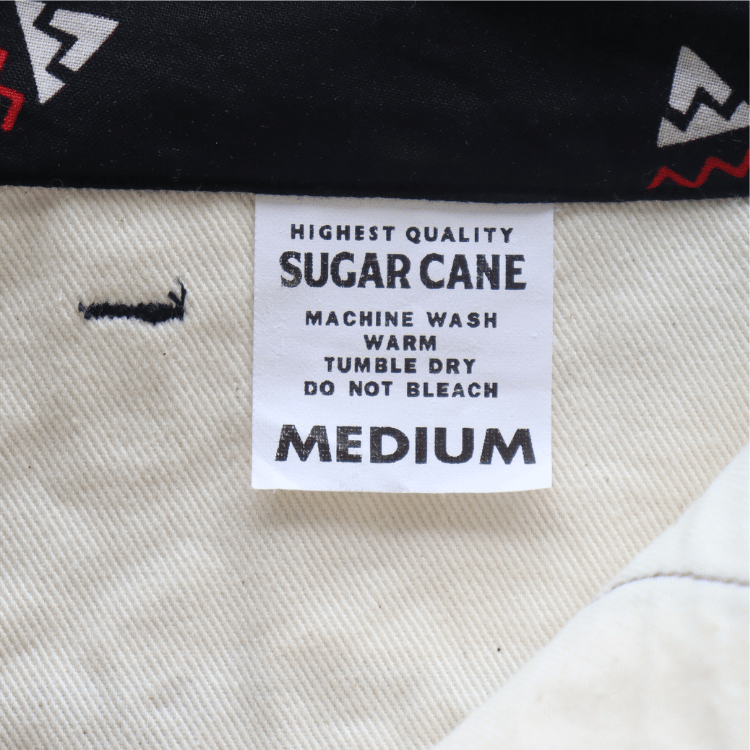 HIGHEST QUALITY
SUGAR CANE
MACHINE WASH
WARM
TUMBLE DRY
DO NOT BLEACH
MEDIUM